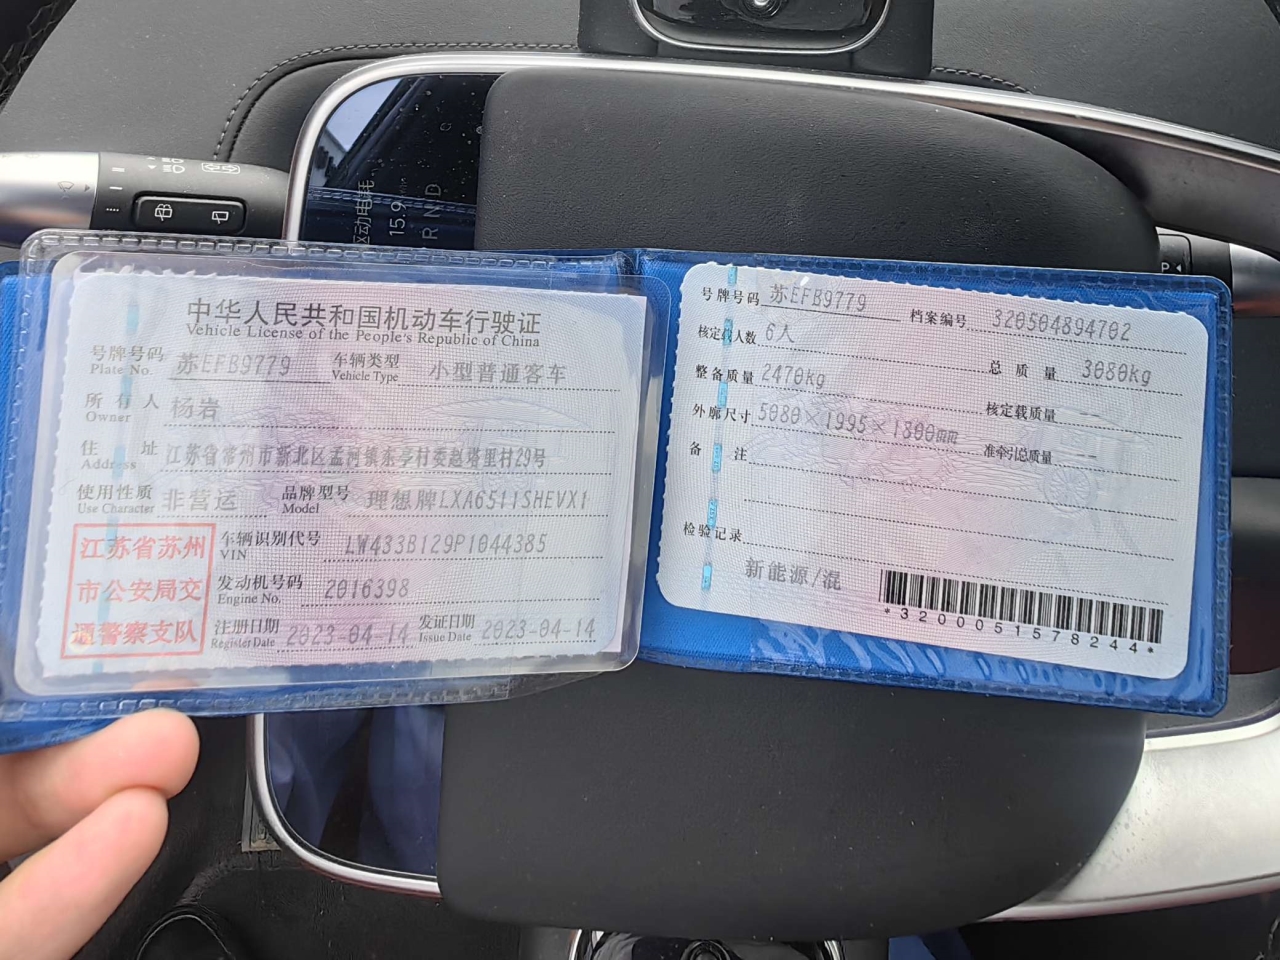 中华人民共和国机动车行驶证
Vehicle License of the People's Republic of China
号牌号码 苏EFB9779 车辆类型 小型普通客车
Plate No. Vehicle Type
所有人 杨岩
Owner
住址 江苏省常州市新北区孟河镇东亭村委赵塔里村29号
Address
使用性质 非营运 品牌型号 理想牌LXA6511SHEVX1
Use Character Model
江苏省苏州
市公安局交
通警察支队
车辆识别代号 LW433B129P1044385
VIN
发动机号码 2016398
Engine No.
注册日期 2023-04-14 发证日期 2023-04-14
Register Date Issue Date
号牌号码 苏EFB9779 档案编号 320504894702
核定载人数 6人 总质量 3080kg
整备质量 2470kg 核定载质量 --
外廓尺寸 5080×1995×1800mm 准牵引总质量 --
备注
检验记录
新能源/混
*3200051578244*
15.9
R N D
P